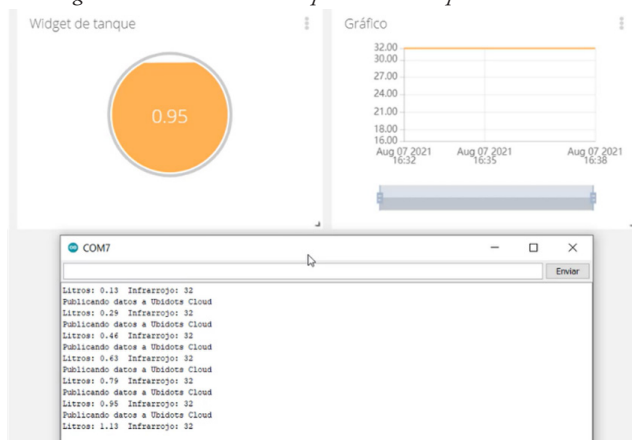 Widget de tanque
0.95
Gráfico
32.00
30.00
27.00
24.00
21.00
18.00
16.00
Aug 07 2021
16:32
Aug 07 2021
16:35
Aug 07 2021
16:38
COM7
Enviar
Litros: 0.13 Infrarrojo: 32
Publicando datos a Ubidots Cloud
Litros: 0.29 Infrarrojo: 32
Publicando datos a Ubidots Cloud
Litros: 0.46 Infrarrojo: 32
Publicando datos a Ubidots Cloud
Litros: 0.63 Infrarrojo: 32
Publicando datos a Ubidots Cloud
Litros: 0.79 Infrarrojo: 32
Publicando datos a Ubidots Cloud
Litros: 0.95 Infrarrojo: 32
Publicando datos a Ubidots Cloud
Litros: 1.13 Infrarrojo: 32